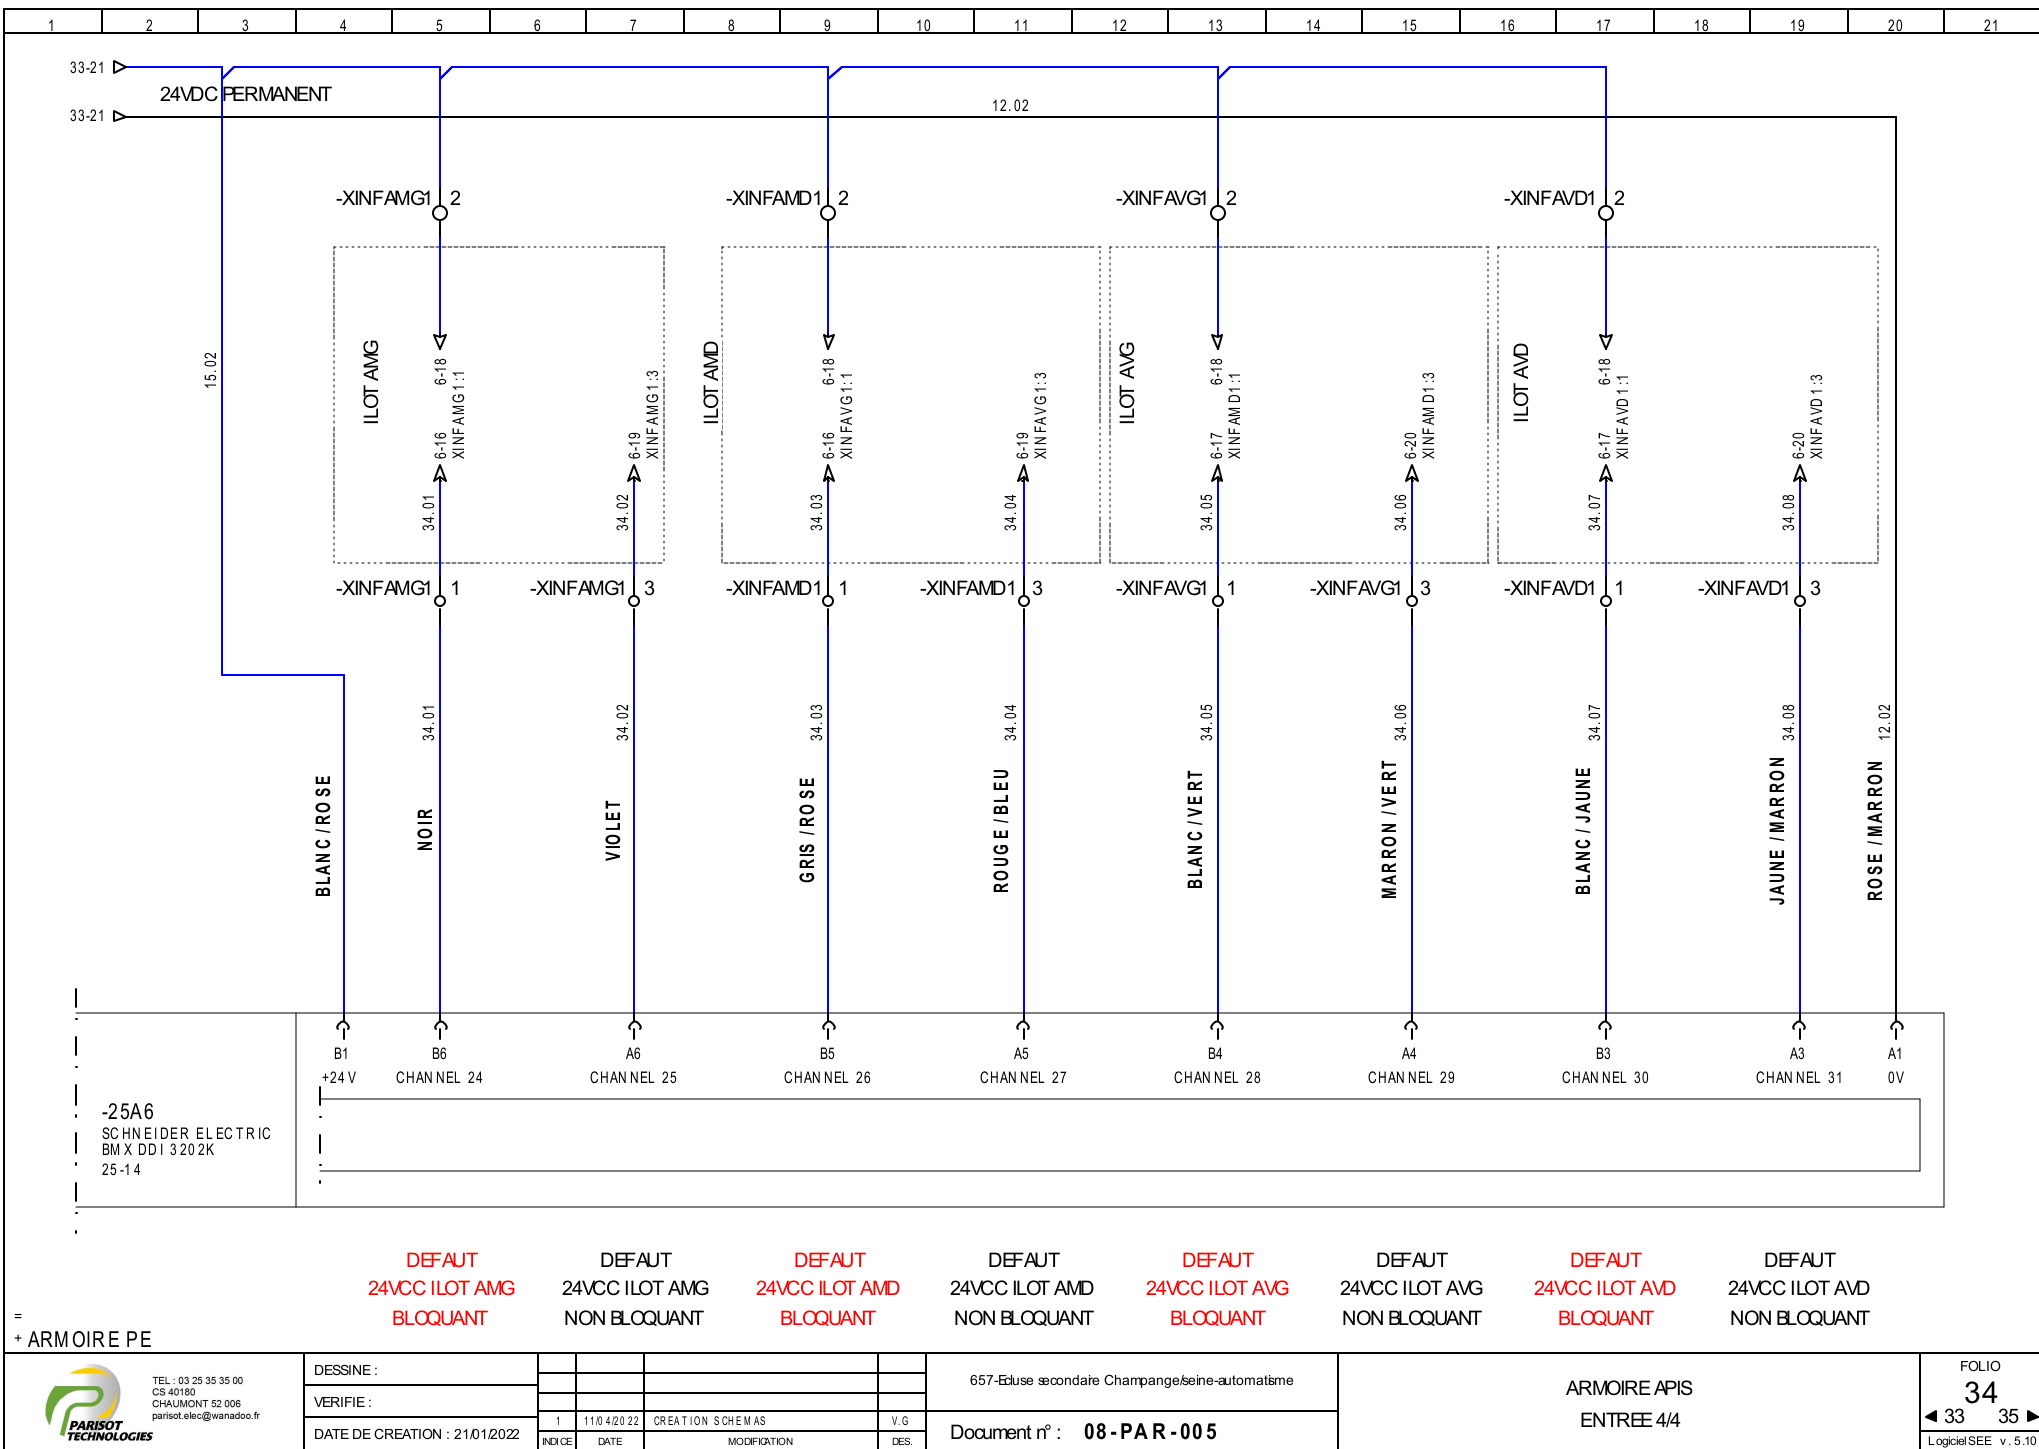 1 2 3 4 5 6 7 8 9 10 11 12 13 14 15 16 17 18 19 20 21
33-21
24VDC PERMANENT
33-21
12.02
15.02
-XINFAMG1 2
-XINFAMD1 2
-XINFAVG1 2
-XINFAVD1 2
ILOT AMG
6-18
6-16
XINFAMG1:1
34.01
6-19
XINFAMG1:3
34.02
ILOT AMD
6-18
6-16
XINFAVG1:1
34.03
6-19
XINFAVG1:3
34.04
ILOT AVG
6-18
6-17
XINFAMD1:1
34.05
6-20
XINFAMD1:3
34.06
ILOT AVD
6-18
6-17
XINFAVD1:1
34.07
6-20
XINFAVD1:3
34.08
-XINFAMG1 1
-XINFAMG1 3
-XINFAMD1 1
-XINFAMD1 3
-XINFAVG1 1
-XINFAVG1 3
-XINFAVD1 1
-XINFAVD1 3
34.01
34.02
34.03
34.04
34.05
34.06
34.07
34.08
12.02
BLANC/ROSE
NOIR
VIOLET
GRIS/ROSE
ROUGE/BLEU
BLANC/VERT
MARRON/VERT
BLANC/JAUNE
JAUNE/MARRON
ROSE/MARRON
B1 B6 A6 B5 A5 B4 A4 B3 A3 A1
+24V CHANNEL 24 CHANNEL 25 CHANNEL 26 CHANNEL 27 CHANNEL 28 CHANNEL 29 CHANNEL 30 CHANNEL 31 0V
-25A6
SCHNEIDER ELECTRIC
BMX DDI 3202K
25-14
DEFAUT
24VCC ILOT AMG
BLOQUANT
DEFAUT
24VCC ILOT AMG
NON BLOQUANT
DEFAUT
24VCC ILOT AMD
BLOQUANT
DEFAUT
24VCC ILOT AMD
NON BLOQUANT
DEFAUT
24VCC ILOT AVG
BLOQUANT
DEFAUT
24VCC ILOT AVG
NON BLOQUANT
DEFAUT
24VCC ILOT AVD
BLOQUANT
DEFAUT
24VCC ILOT AVD
NON BLOQUANT
=
+ ARMOIRE PE
PARISOT
TECHNOLOGIES
TEL : 03 25 35 35 00
CS 40180
CHAUMONT 52 006
parisot.elec@wanadoo.fr
DESSINE :
VERIFIE :
DATE DE CREATION : 21/01/2022
1 11/04/2022 CREATION SCHEMAS V.G
INDICE DATE MODIFICATION DES.
657-Ecluse secondaire Champange/seine-automatisme
Document n° : 08-PAR-005
ARMOIRE APIS
ENTREE 4/4
FOLIO
34
33 35
Logiciel SEE v.5.10